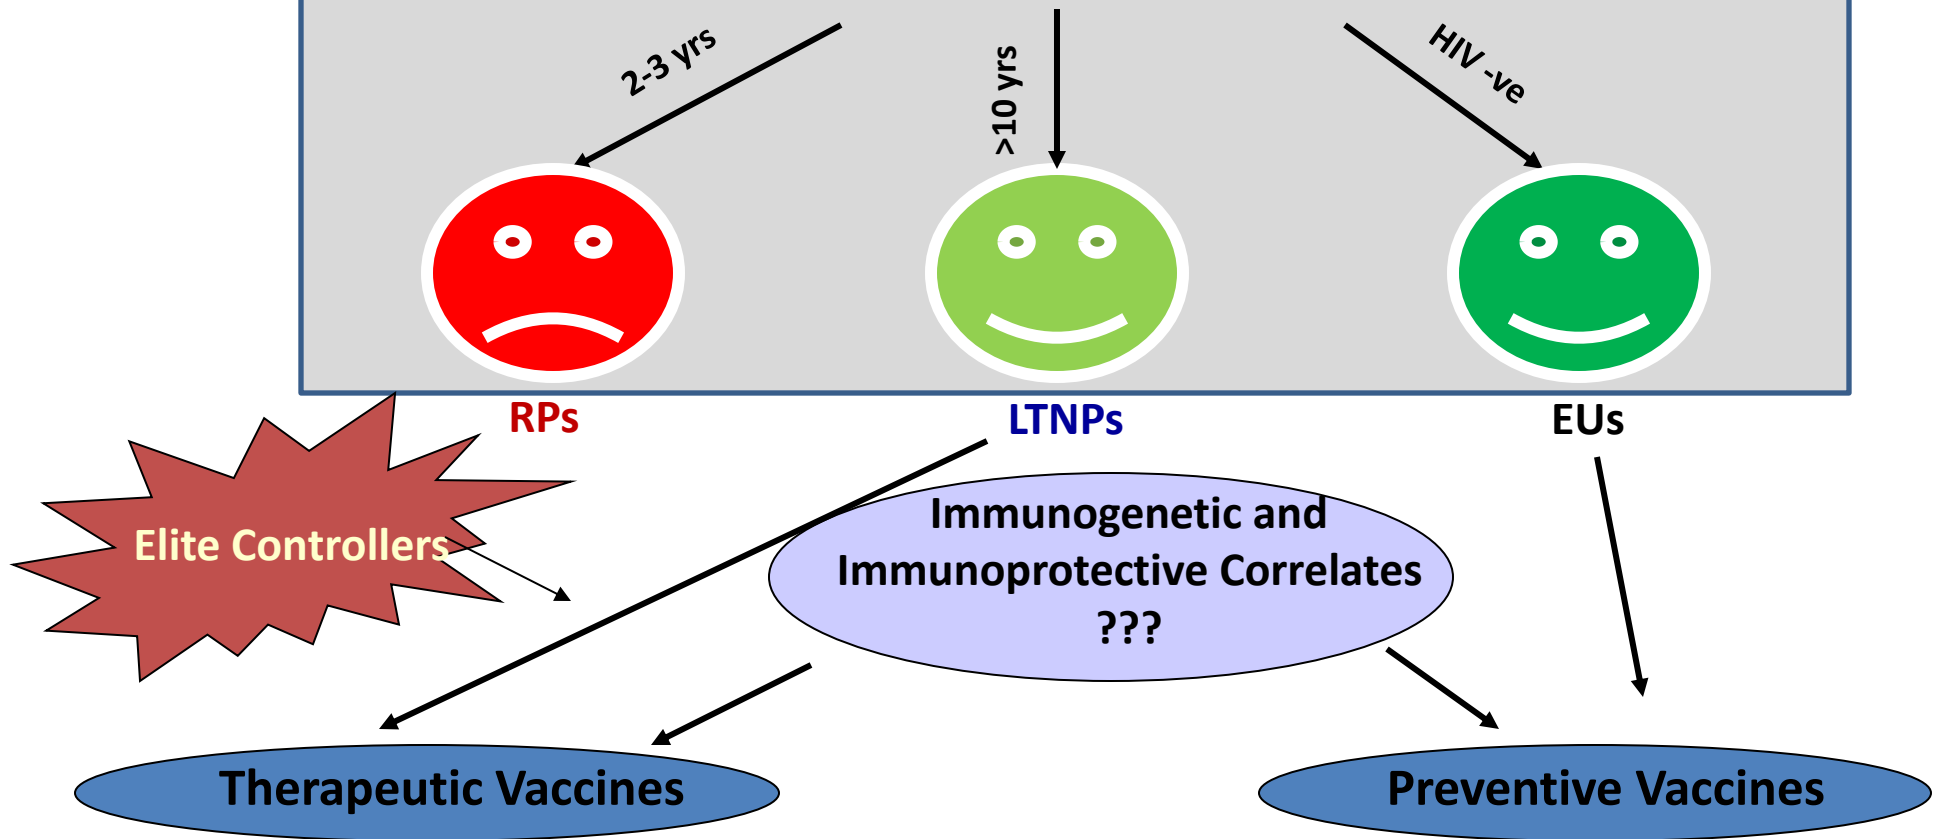 2-3 yrs
>10 yrs
HIV -ve
RPs
LTNPs
EUs
Elite Controllers
Immunogenetic and
Immunoprotective Correlates
???
Therapeutic Vaccines
Preventive Vaccines